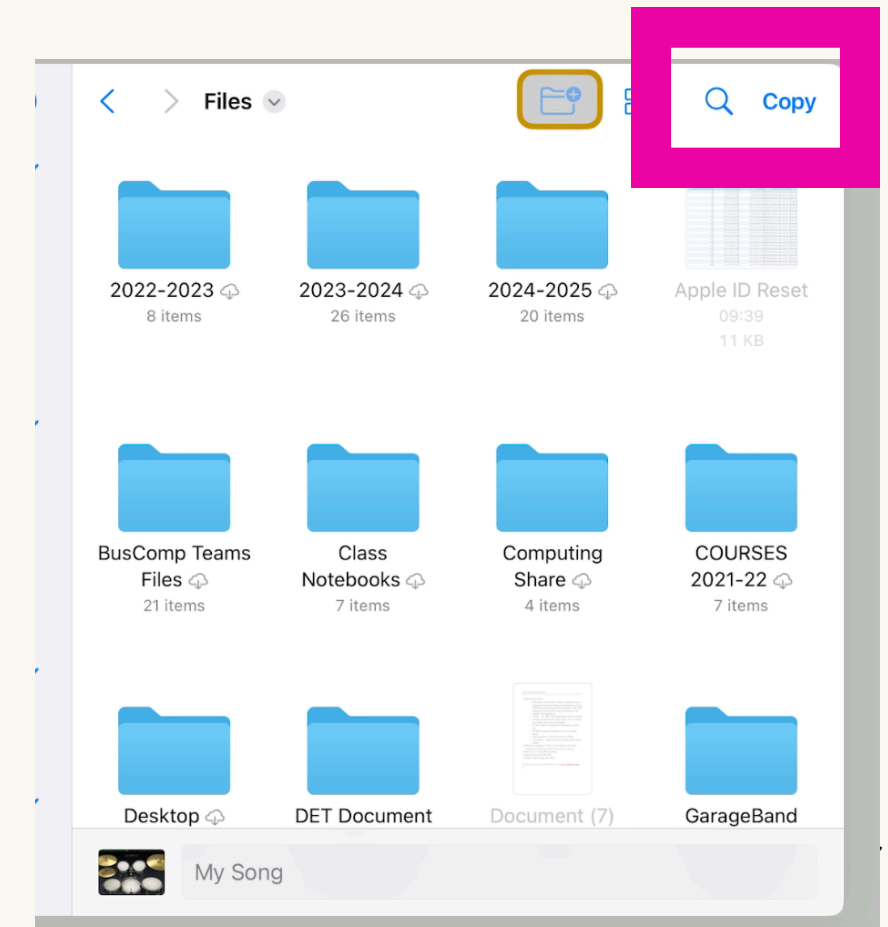 Files
Copy
2022-2023
2023-2024
2024-2025
Apple ID Reset
8 items
26 items
20 items
09:39
11 KB
BusComp Teams
Files
21 items
Class
Notebooks
7 items
Computing
Share
4 items
COURSES
2021-22
7 items
Desktop
DET Document
Document (7)
GarageBand
My Song